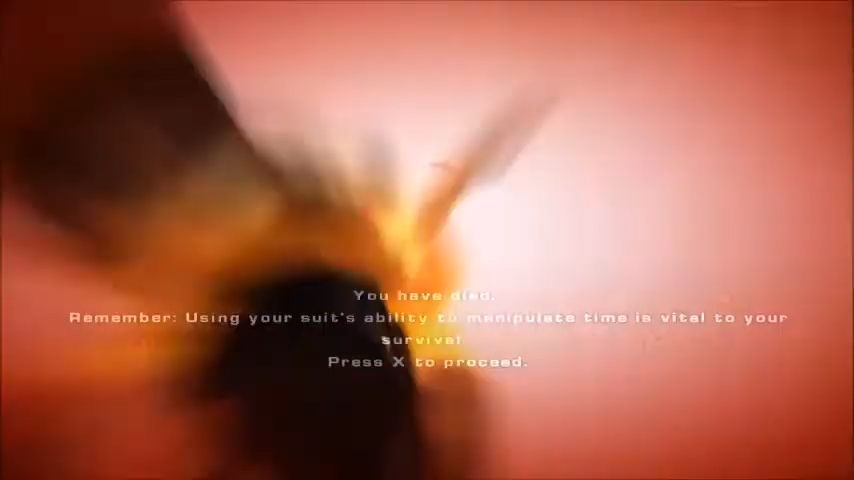 You have died.
Remember: Using your suit's ability to manipulate time is vital to your
survival.
Press X to proceed.